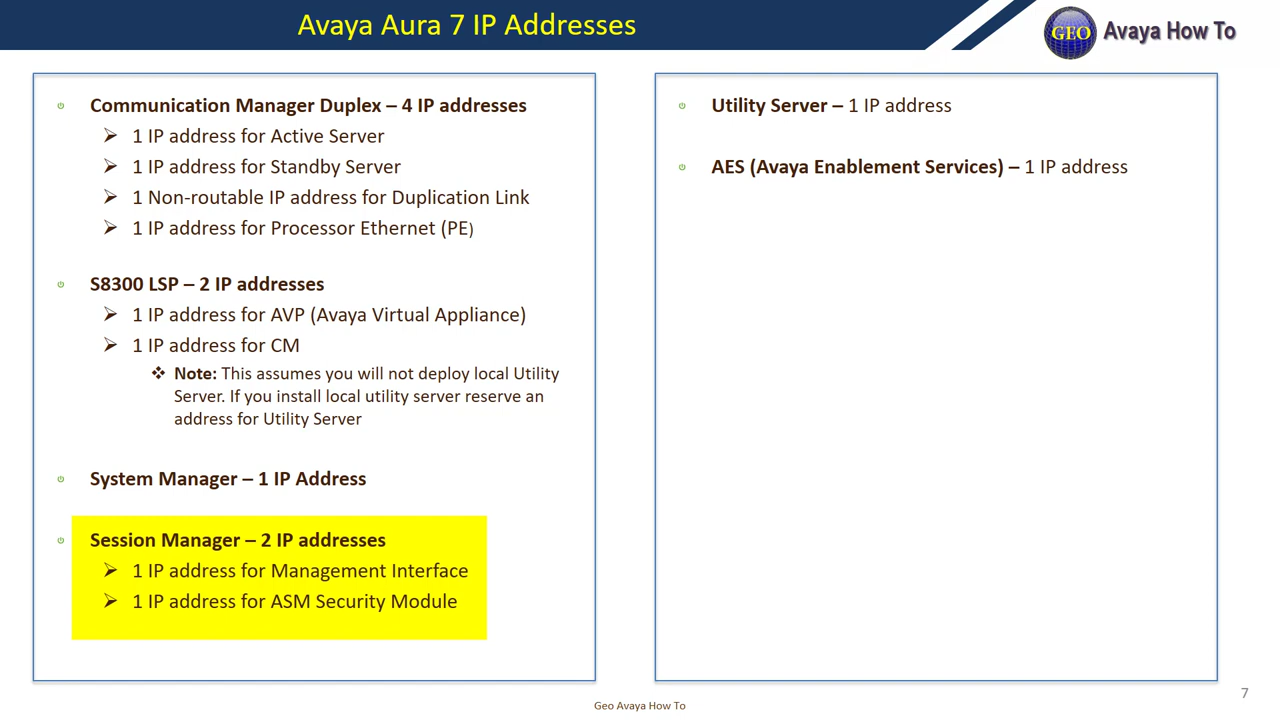 Avaya Aura 7 IP Addresses
GEO Avaya How To
Communication Manager Duplex – 4 IP addresses
1 IP address for Active Server
1 IP address for Standby Server
1 Non-routable IP address for Duplication Link
1 IP address for Processor Ethernet (PE)
S8300 LSP – 2 IP addresses
1 IP address for AVP (Avaya Virtual Appliance)
1 IP address for CM
Note: This assumes you will not deploy local Utility
Server. If you install local utility server reserve an
address for Utility Server
System Manager – 1 IP Address
Session Manager – 2 IP addresses
1 IP address for Management Interface
1 IP address for ASM Security Module
Utility Server – 1 IP address
AES (Avaya Enablement Services) – 1 IP address
Geo Avaya How To
7